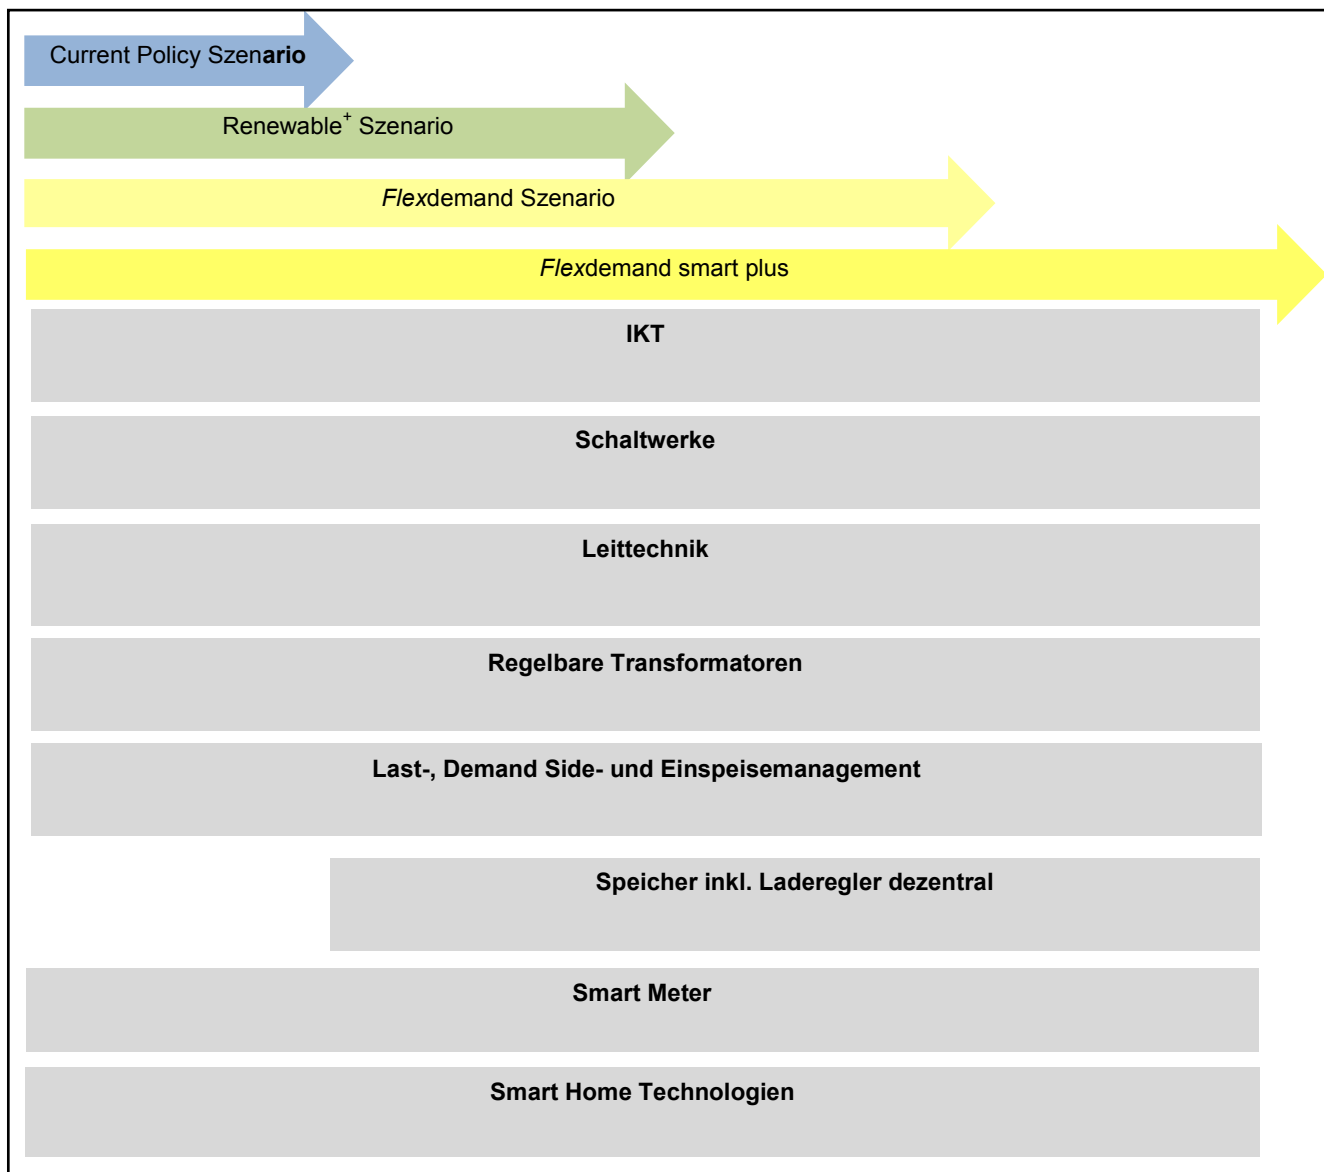 Current Policy Szenario
Renewable⁺ Szenario
Flexdemand Szenario
Flexdemand smart plus
IKT
Schaltwerke
Leittechnik
Regelbare Transformatoren
Last-, Demand Side- und Einspeisemanagement
Speicher inkl. Laderegler dezentral
Smart Meter
Smart Home Technologien